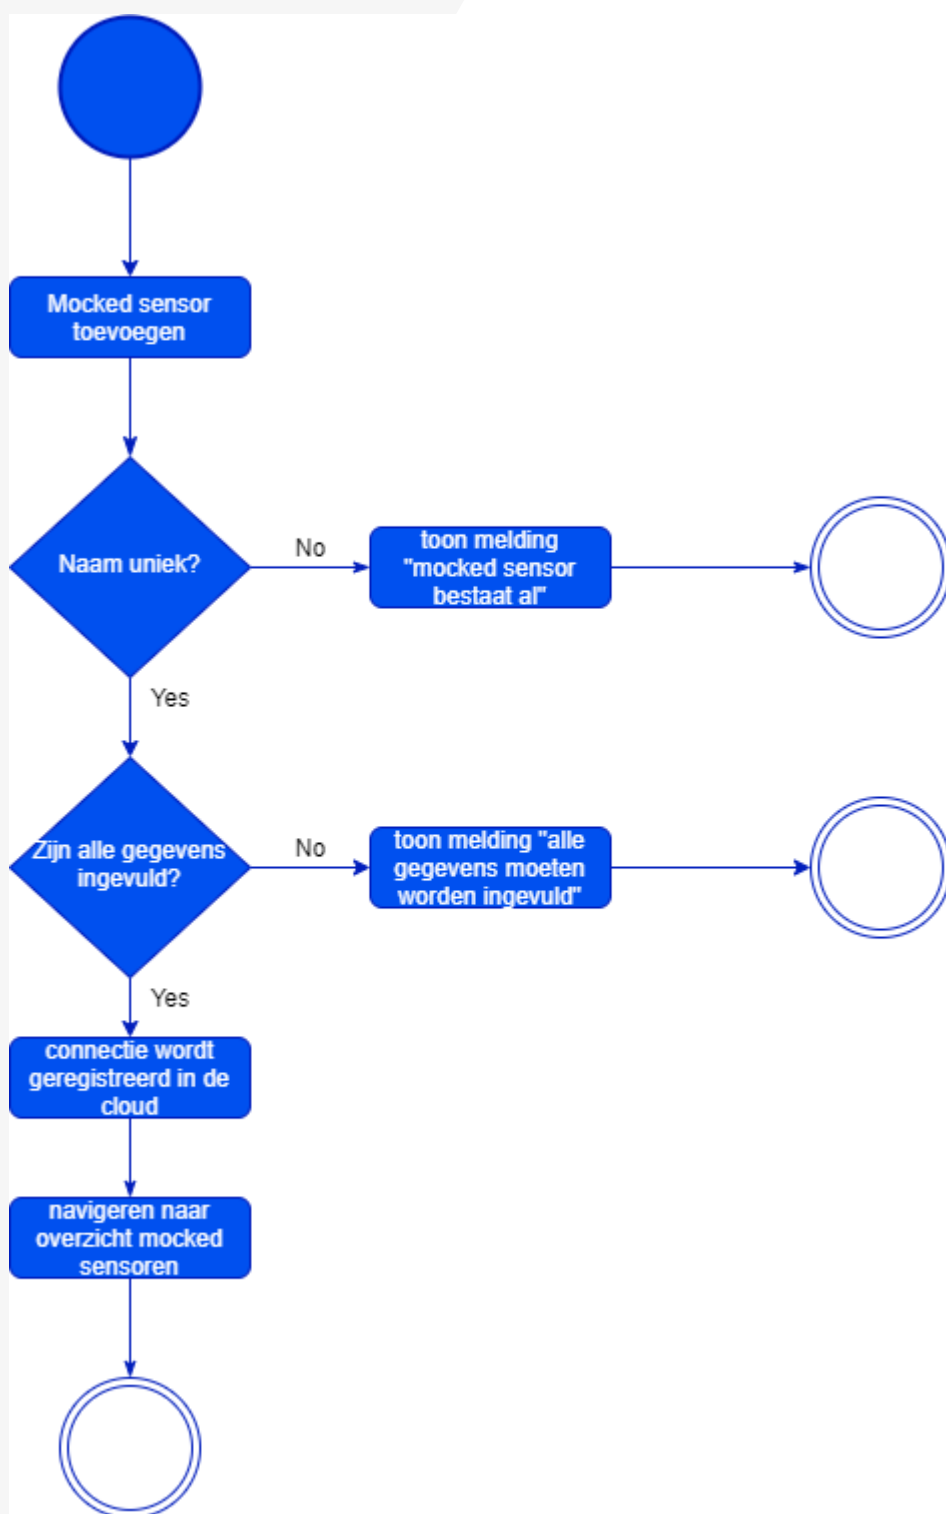 Mocked sensor
toevoegen
Naam uniek?
No
toon melding
"mocked sensor
bestaat al"
Yes
Zijn alle gegevens
ingevuld?
No
toon melding "alle
gegevens moeten
worden ingevuld"
Yes
connectie wordt
geregistreerd in de
cloud
navigeren naar
overzicht mocked
sensoren